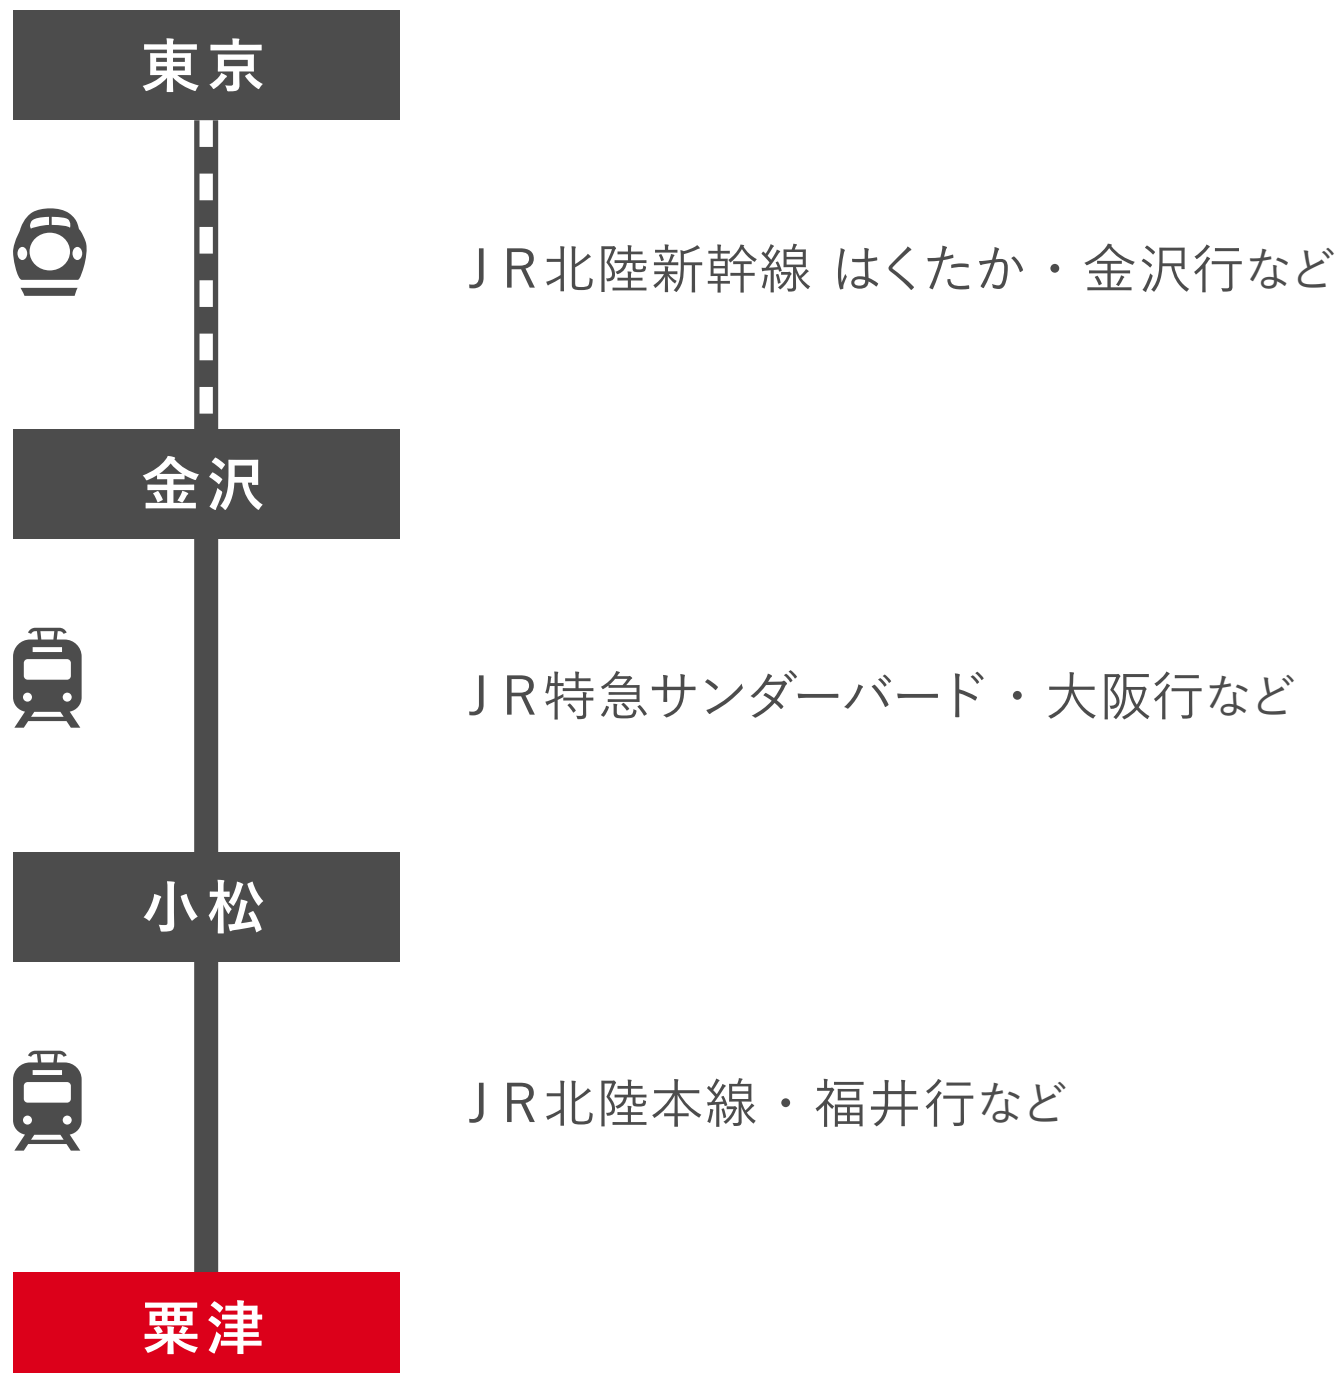 東京
ＪＲ北陸新幹線 はくたか・金沢行など
金沢
ＪＲ特急サンダーバード・大阪行など
小松
ＪＲ北陸本線・福井行など
粟津